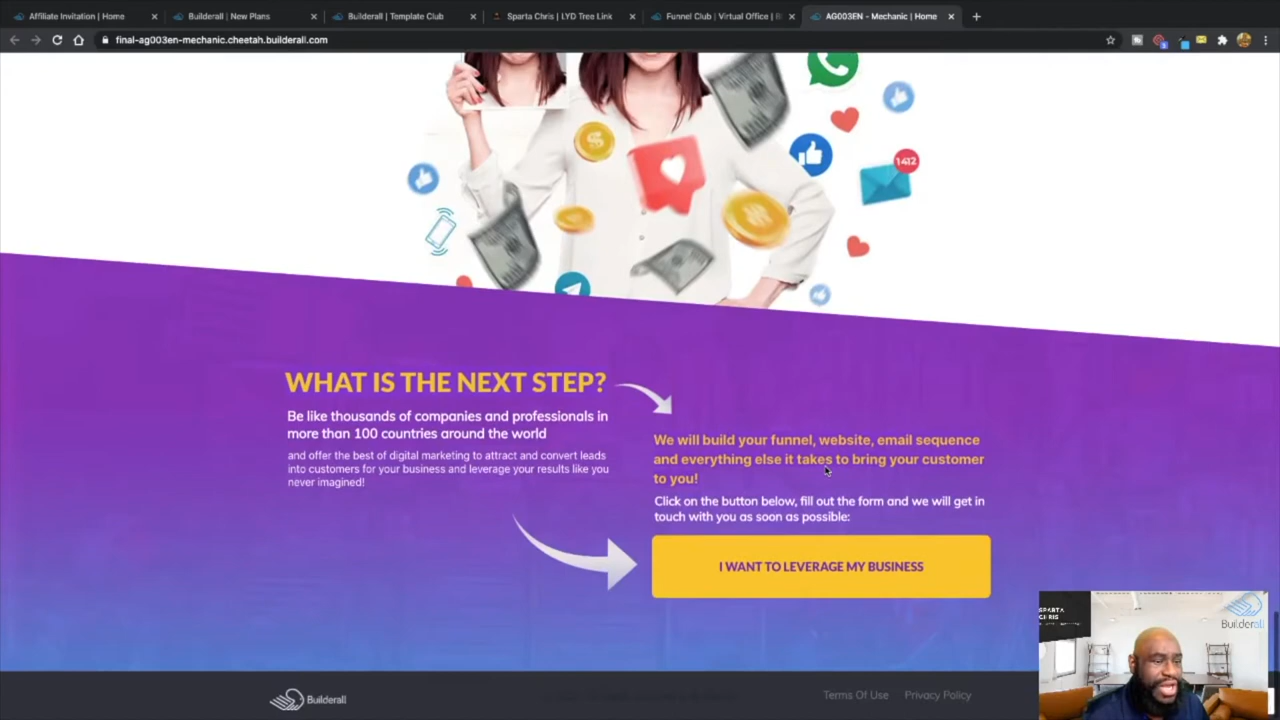 Affiliate Invitation | Home
Builderall | New Plans
Builderall | Template Club
Sparta Chris | LYD Tree Link
Funnel Club | Virtual Office |
AG003EN - Mechanic | Home
final-ag003en-mechanic.cheetah.builderall.com
1412
WHAT IS THE NEXT STEP?
Be like thousands of companies and professionals in
more than 100 countries around the world
and offer the best of digital marketing to attract and convert leads
into customers for your business and leverage your results like you
never imagined!
We will build your funnel, website, email sequence
and everything else it takes to bring your customer
to you!
Click on the button below, fill out the form and we will get in
touch with you as soon as possible:
I WANT TO LEVERAGE MY BUSINESS
SPARTA
CHRIS
Builderall
Builderall
Terms Of Use
Privacy Policy